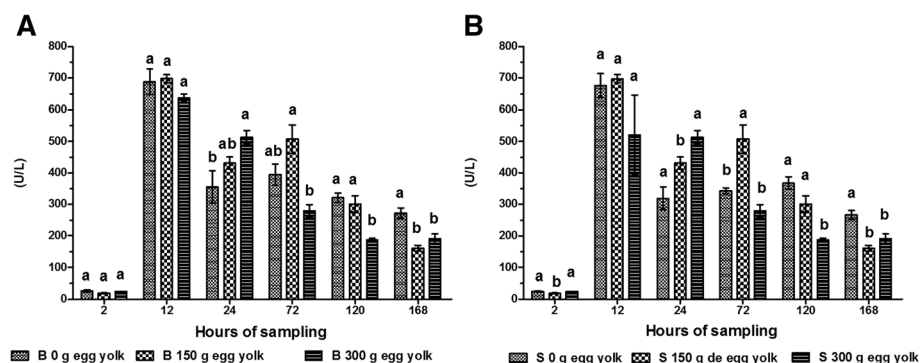 A
B
800
700
600
500
400
300
200
100
0
(U/L)
a a a
a a a
b ab a
ab a b
a a b
a b b
2 12 24 72 120 168
Hours of sampling
B 0 g egg yolk B 150 g egg yolk B 300 g egg yolk
800
700
600
500
400
300
200
100
0
(U/L)
a b a
a a a
a b a
b a b
a a b
a b b
2 12 24 72 120 168
Hours of sampling
S 0 g egg yolk S 150 g de egg yolk S 300 g egg yolk